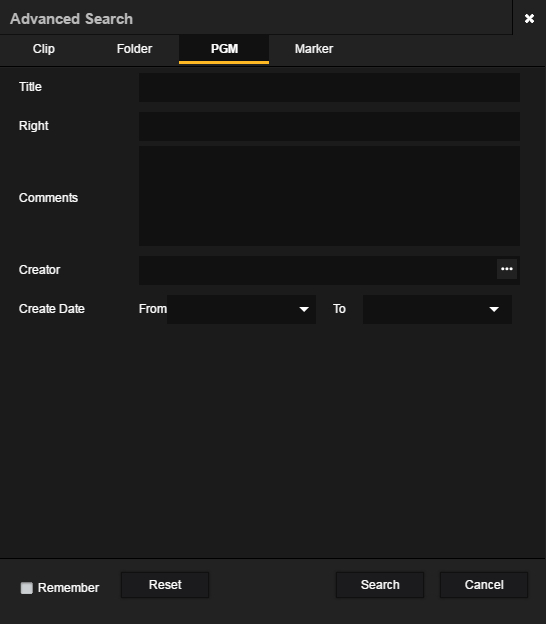 Advanced Search
Clip Folder PGM Marker
Title
Right
Comments
Creator
Create Date From To
Remember Reset Search Cancel